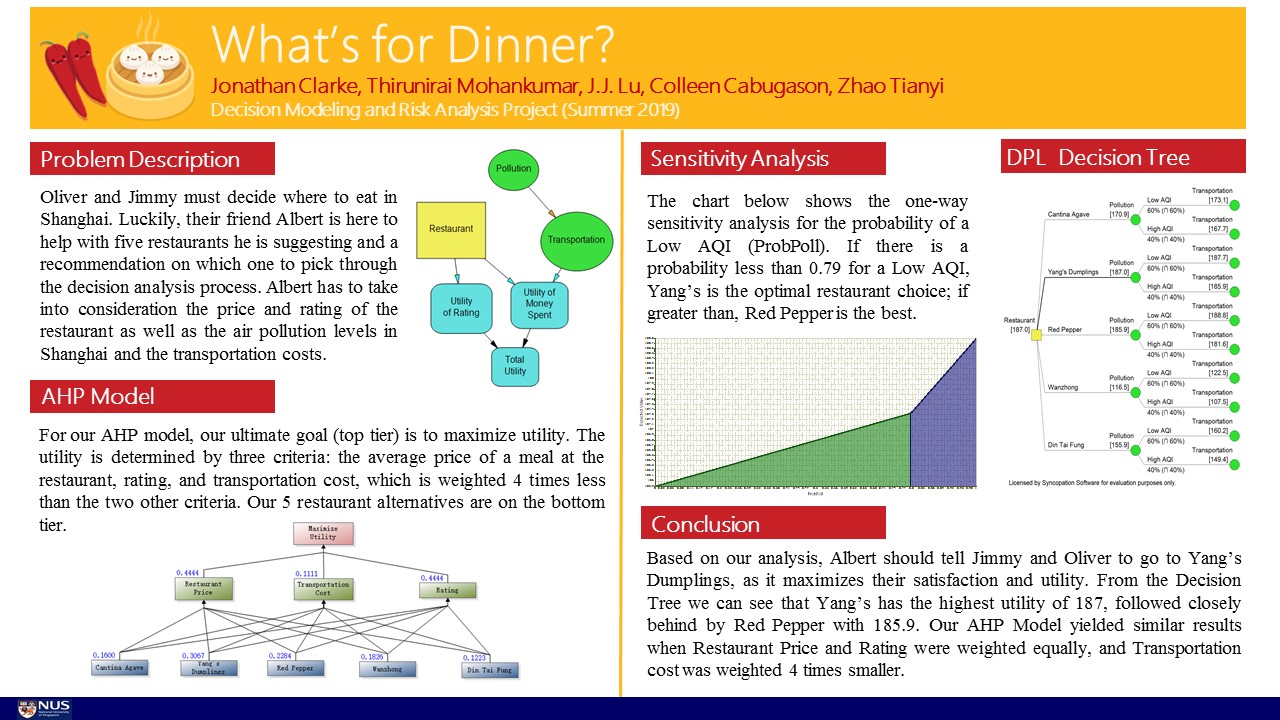 What's for Dinner?
Jonathan Clarke, Thirunirai Mohankumar, J.J. Lu, Colleen Cabugason, Zhao Tianyi
Decision Modeling and Risk Analysis Project (Summer 2019)
Problem Description
Oliver and Jimmy must decide where to eat in
Shanghai. Luckily, their friend Albert is here to
help with five restaurants he is suggesting and a
recommendation on which one to pick through
the decision analysis process. Albert has to take
into consideration the price and rating of the
restaurant as well as the air pollution levels in
Shanghai and the transportation costs.
Pollution
Restaurant
Transportation
Utility
of Rating
Utility of
Money
Spent
Total
Utility
AHP Model
For our AHP model, our ultimate goal (top tier) is to maximize utility. The
utility is determined by three criteria: the average price of a meal at the
restaurant, rating, and transportation cost, which is weighted 4 times less
than the two other criteria. Our 5 restaurant alternatives are on the bottom
tier.
Maximize
Utility
0.4444
Restaurant
Price
0.1111
Transportation
Cost
0.4444
Rating
0.1600
Cantina Agave
0.3067
Yang's
Dumplings
0.2284
Red Pepper
0.1826
Wanzhong
0.1223
Din Tai Fung
Sensitivity Analysis
The chart below shows the one-way
sensitivity analysis for the probability of a
Low AQI (ProbPoll). If there is a
probability less than 0.79 for a Low AQI,
Yang's is the optimal restaurant choice; if
greater than, Red Pepper is the best.
Expected Value
ProbPoll
DPL Decision Tree
Restaurant
[187.0]
Cantina Agave
Pollution
[170.9]
Low AQI
60% (∩ 60%)
Transportation
[173.1]
High AQI
40% (∩ 40%)
Transportation
[167.7]
Yang's Dumplings
Pollution
[187.0]
Low AQI
60% (∩ 60%)
Transportation
[187.7]
High AQI
40% (∩ 40%)
Transportation
[185.9]
Red Pepper
Pollution
[185.9]
Low AQI
60% (∩ 60%)
Transportation
[188.8]
High AQI
40% (∩ 40%)
Transportation
[181.6]
Wanzhong
Pollution
[116.5]
Low AQI
60% (∩ 60%)
Transportation
[122.5]
High AQI
40% (∩ 40%)
Transportation
[107.5]
Din Tai Fung
Pollution
[155.9]
Low AQI
60% (∩ 60%)
Transportation
[160.2]
High AQI
40% (∩ 40%)
Transportation
[149.4]
Licensed by Syncopation Software for evaluation purposes only.
Conclusion
Based on our analysis, Albert should tell Jimmy and Oliver to go to Yang's
Dumplings, as it maximizes their satisfaction and utility. From the Decision
Tree we can see that Yang's has the highest utility of 187, followed closely
behind by Red Pepper with 185.9. Our AHP Model yielded similar results
when Restaurant Price and Rating were weighted equally, and Transportation
cost was weighted 4 times smaller.
NUS
National University
of Singapore